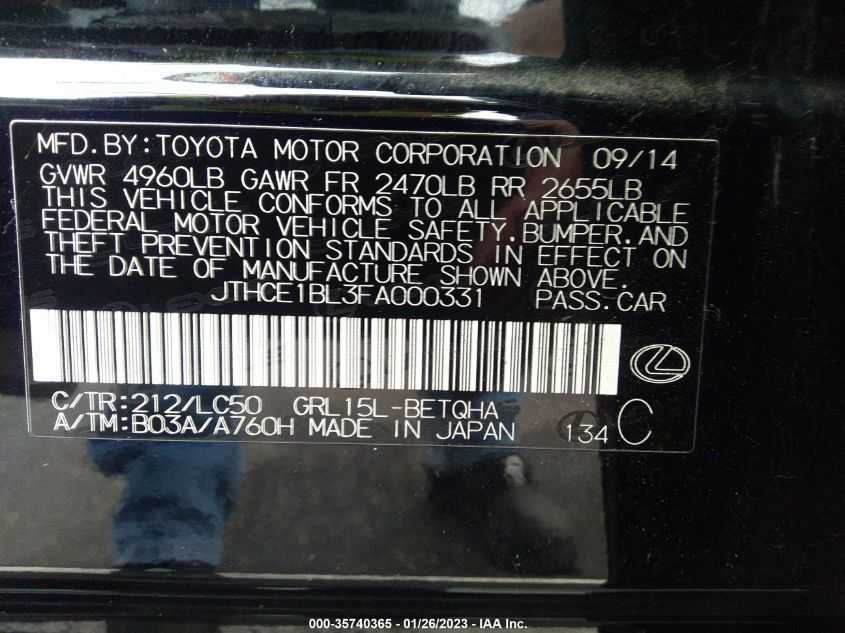 MFD.BY:TOYOTA MOTOR CORPORATION 09/14
GVWR 4960LB GAWR FR 2470LB RR 2655LB
THIS VEHICLE CONFORMS TO ALL APPLICABLE
FEDERAL MOTOR VEHICLE SAFETY.BUMPER.AND
THEFT PREVENTION STANDARDS IN EFFECT ON
THE DATE OF MANUFACTURE SHOWN ABOVE.
JTHCE1BL3FA000331 PASS.CAR
C/TR:212/LC50 GRL15L-BETQHA
A/TM:B03A/A760H MADE IN JAPAN 134 C
000-35740365 - 01/26/2023 - IAA Inc.